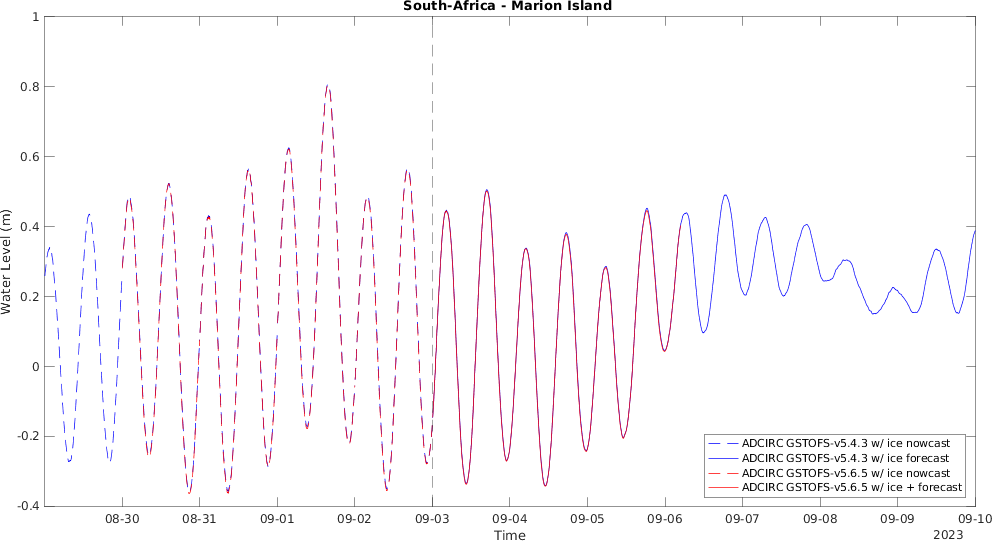 South-Africa - Marion Island
Water Level (m)
1
0.8
0.6
0.4
0.2
0
-0.2
-0.4
ADCIRC GSTOFS-v5.4.3 w/ ice nowcast
ADCIRC GSTOFS-v5.4.3 w/ ice forecast
ADCIRC GSTOFS-v5.6.5 w/ ice nowcast
ADCIRC GSTOFS-v5.6.5 w/ ice + forecast
08-30 08-31 09-01 09-02 09-03 09-04 09-05 09-06 09-07 09-08 09-09 09-10
Time
2023